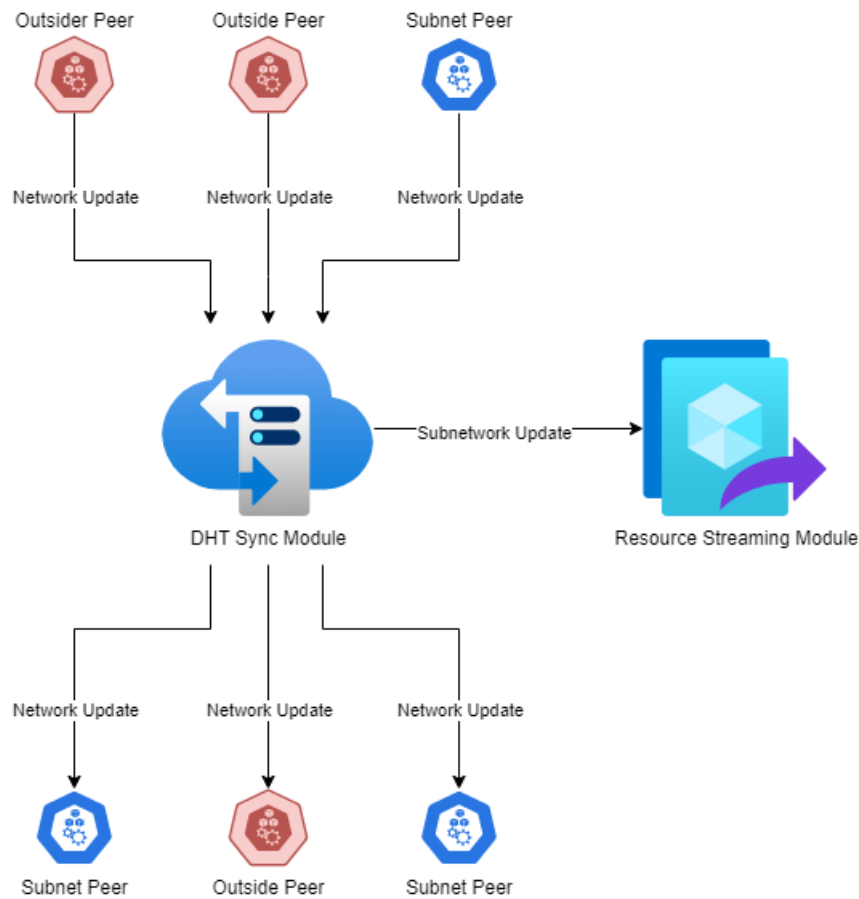 Outsider Peer
Outside Peer
Subnet Peer
Network Update
Network Update
Network Update
Subnetwork Update
DHT Sync Module
Resource Streaming Module
Network Update
Network Update
Network Update
Subnet Peer
Outside Peer
Subnet Peer